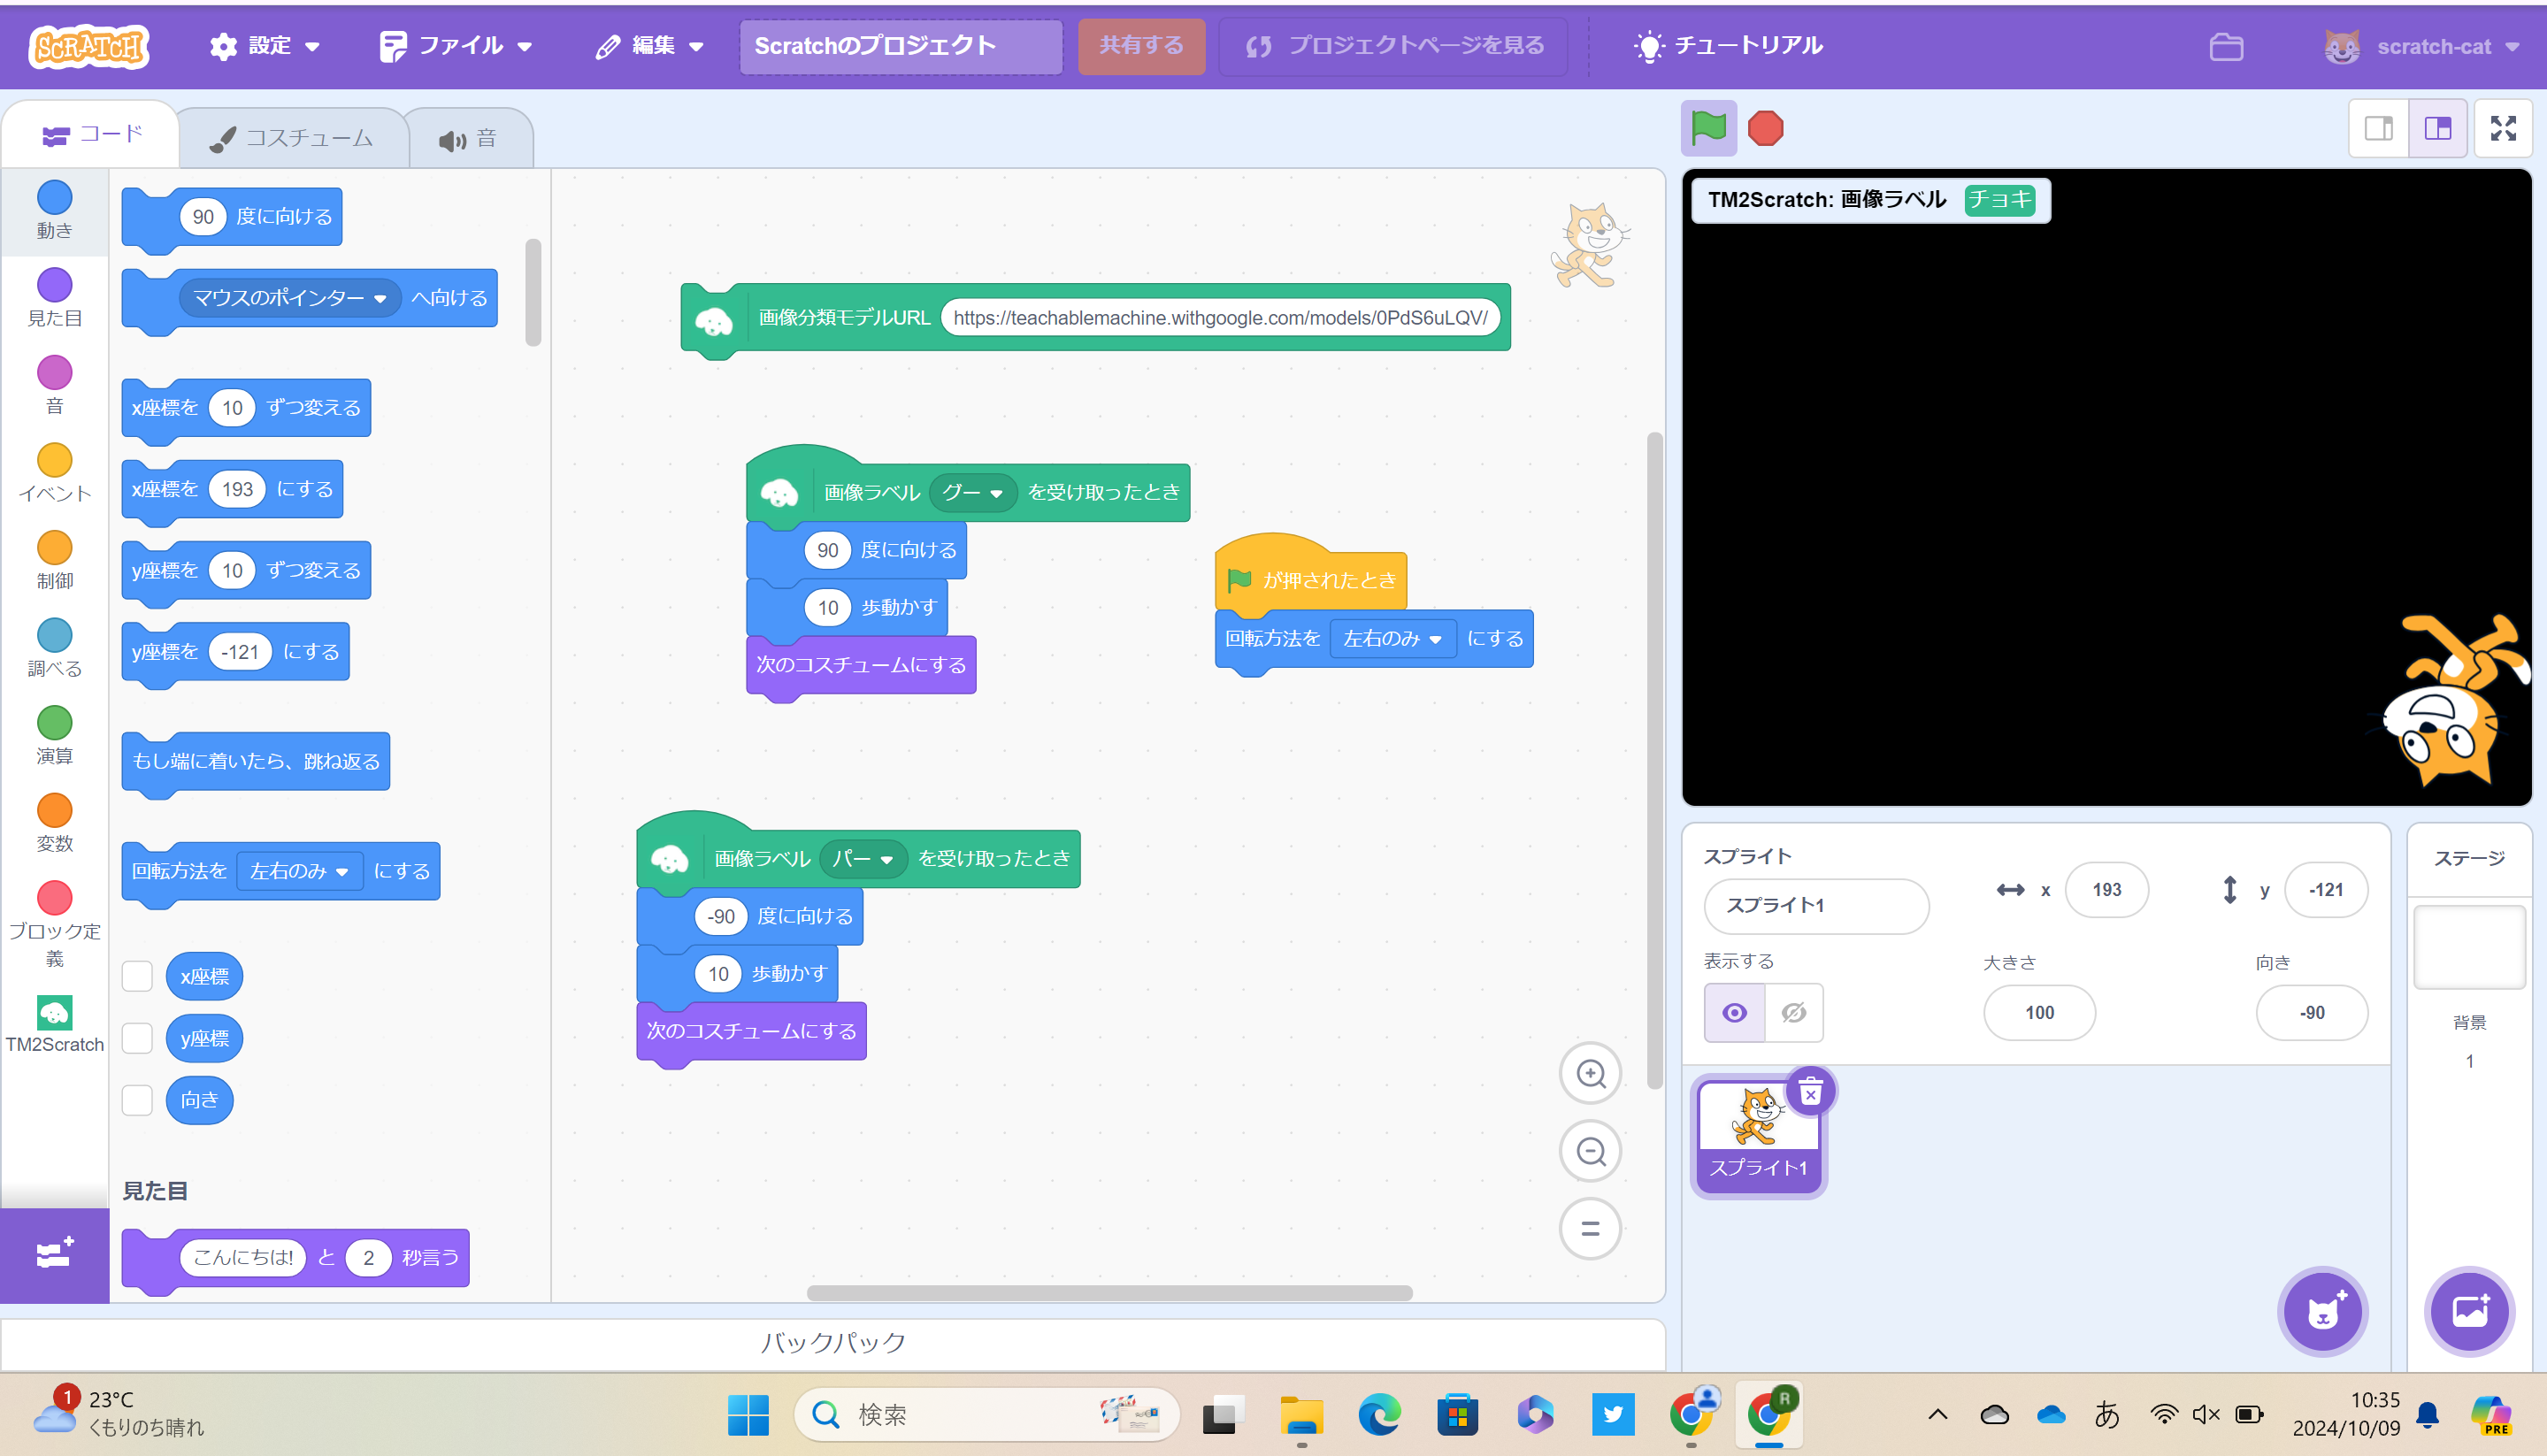 SCRATCH
設定
ファイル
編集
Scratchのプロジェクト
共有する
プロジェクトページを見る
チュートリアル
scratch-cat
コード
コスチューム
音
動き
見た目
音
イベント
制御
調べる
演算
変数
ブロック定
義
TM2Scratch
90 度に向ける
マウスのポインター へ向ける
x座標を 10 ずつ変える
x座標を 193 にする
y座標を 10 ずつ変える
y座標を -121 にする
もし端に着いたら、跳ね返る
回転方法を 左右のみ にする
x座標
y座標
向き
見た目
こんにちは! と 2 秒言う
画像分類モデルURL https://teachablemachine.withgoogle.com/models/0PdS6uLQV/
画像ラベル グー を受け取ったとき
90 度に向ける
10 歩動かす
次のコスチュームにする
が押されたとき
回転方法を 左右のみ にする
画像ラベル パー を受け取ったとき
-90 度に向ける
10 歩動かす
次のコスチュームにする
バックパック
TM2Scratch: 画像ラベル チョキ
スプライト
スプライト1
x 193
y -121
表示する
大きさ
向き
100
-90
スプライト1
ステージ
背景
1
1
23°C
くもりのち晴れ
検索
R
あ
10:35
2024/10/09
PRE